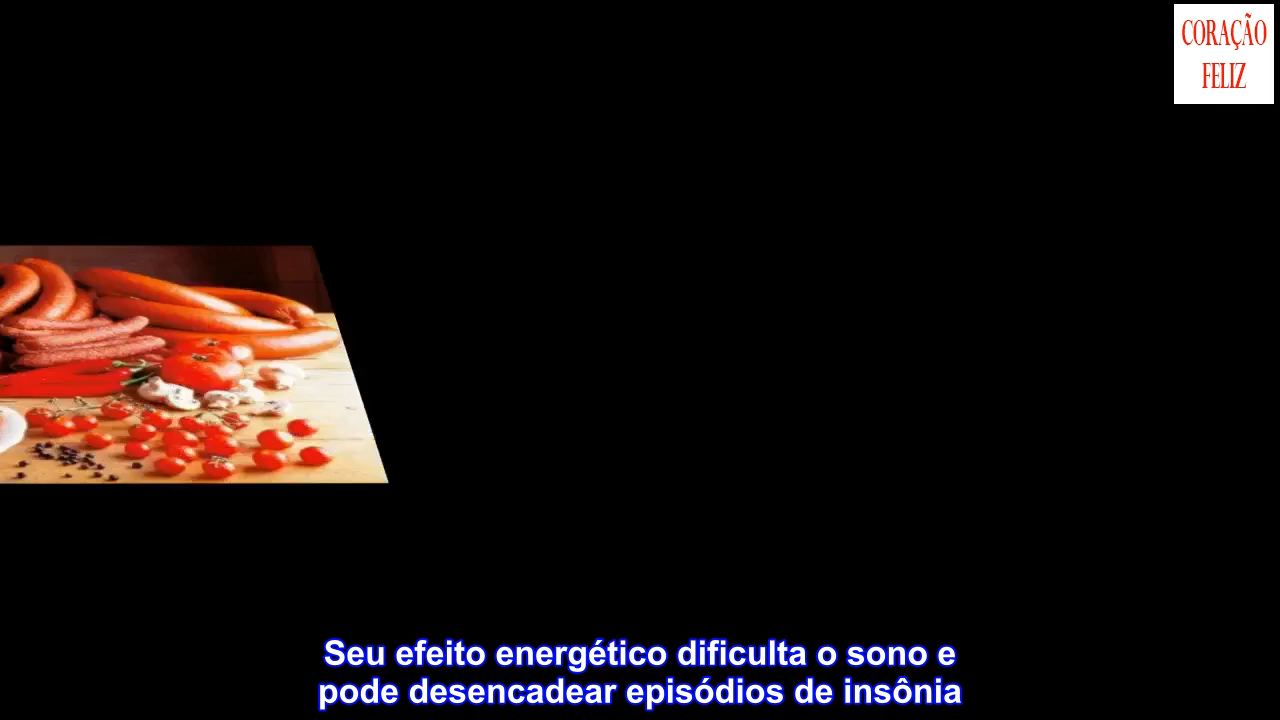 CORAÇÃO
FELIZ
Seu efeito energético dificulta o sono e
pode desencadear episódios de insônia